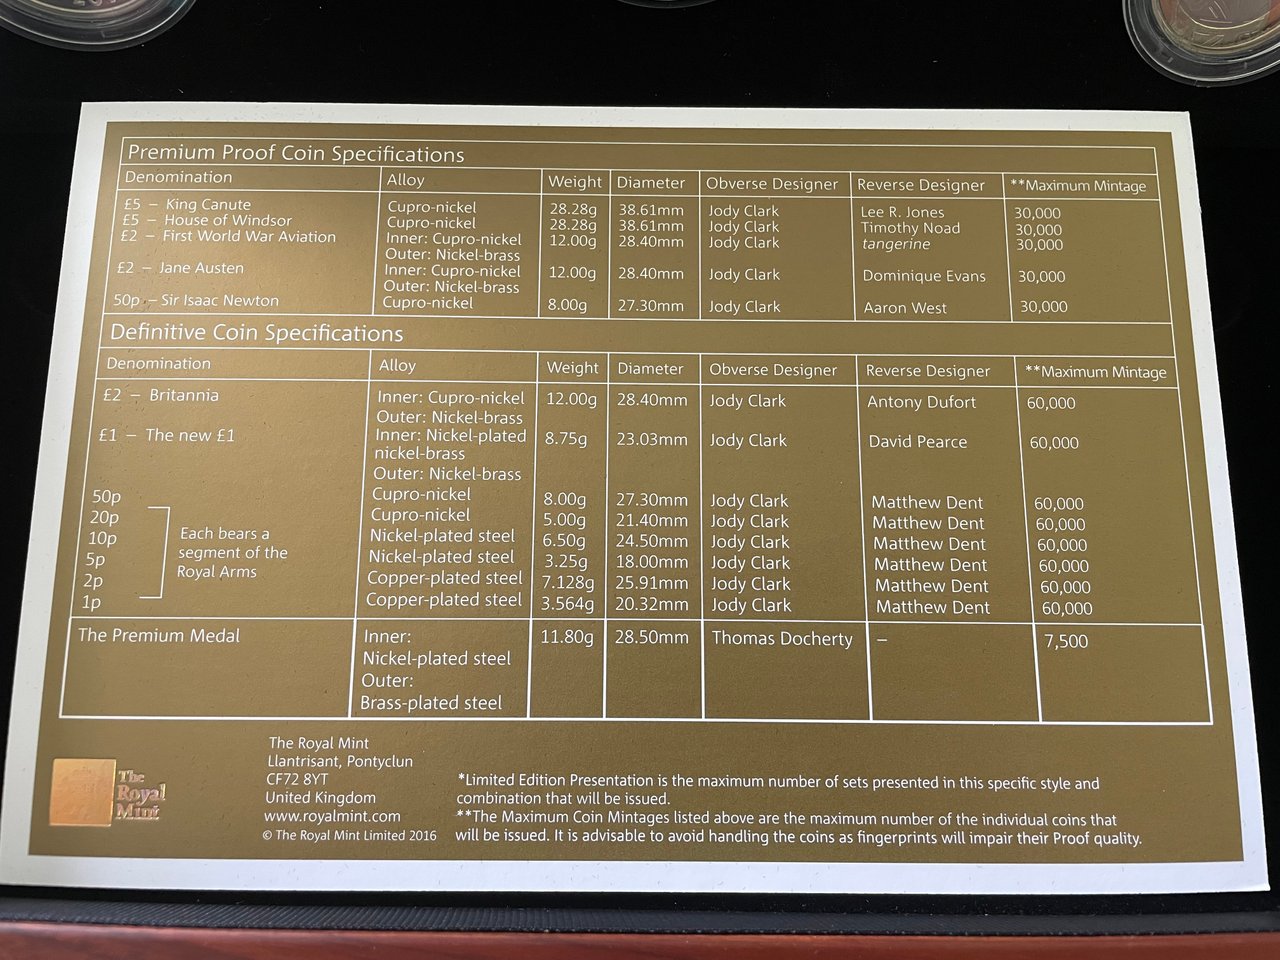 Premium Proof Coin Specifications
Denomination Alloy Weight Diameter Obverse Designer Reverse Designer **Maximum Mintage
£5 – King Canute Cupro-nickel 28.28g 38.61mm Jody Clark Lee R. Jones 30,000
£5 – House of Windsor Cupro-nickel 28.28g 38.61mm Jody Clark Timothy Noad 30,000
£2 – First World War Aviation Inner: Cupro-nickel 12.00g 28.40mm Jody Clark tangerine 30,000
Outer: Nickel-brass
£2 – Jane Austen Inner: Cupro-nickel 12.00g 28.40mm Jody Clark Dominique Evans 30,000
Outer: Nickel-brass
50p – Sir Isaac Newton Cupro-nickel 8.00g 27.30mm Jody Clark Aaron West 30,000
Definitive Coin Specifications
Denomination Alloy Weight Diameter Obverse Designer Reverse Designer **Maximum Mintage
£2 – Britannia Inner: Cupro-nickel 12.00g 28.40mm Jody Clark Antony Dufort 60,000
Outer: Nickel-brass
£1 – The new £1 Inner: Nickel-plated 8.75g 23.03mm Jody Clark David Pearce 60,000
nickel-brass
Outer: Nickel-brass
50p Cupro-nickel 8.00g 27.30mm Jody Clark Matthew Dent 60,000
20p Cupro-nickel 5.00g 21.40mm Jody Clark Matthew Dent 60,000
10p Nickel-plated steel 6.50g 24.50mm Jody Clark Matthew Dent 60,000
5p Nickel-plated steel 3.25g 18.00mm Jody Clark Matthew Dent 60,000
2p Copper-plated steel 7.128g 25.91mm Jody Clark Matthew Dent 60,000
1p Copper-plated steel 3.564g 20.32mm Jody Clark Matthew Dent 60,000
Each bears a
segment of the
Royal Arms
The Premium Medal Inner: 11.80g 28.50mm Thomas Docherty – 7,500
Nickel-plated steel
Outer:
Brass-plated steel
The
Royal
Mint
The Royal Mint
Llantrisant, Pontyclun
CF72 8YT
United Kingdom
www.royalmint.com
© The Royal Mint Limited 2016
*Limited Edition Presentation is the maximum number of sets presented in this specific style and
combination that will be issued.
**The Maximum Coin Mintages listed above are the maximum number of the individual coins that
will be issued. It is advisable to avoid handling the coins as fingerprints will impair their Proof quality.